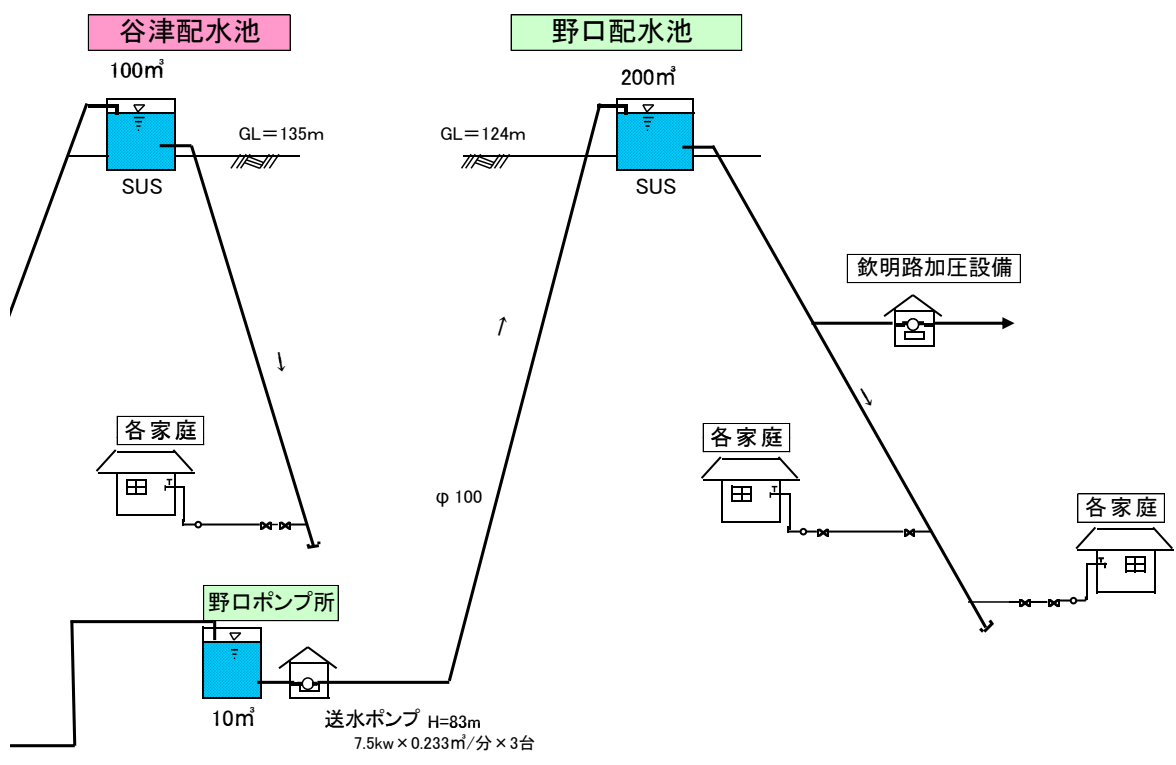 谷津配水池
野口配水池
100㎥
200㎥
GL＝135m
GL＝124m
SUS
SUS
欽明路加圧設備
各家庭
各家庭
φ 100
各家庭
野口ポンプ所
10㎥
送水ポンプ H=83m
7.5kw×0.233㎥/分×3台